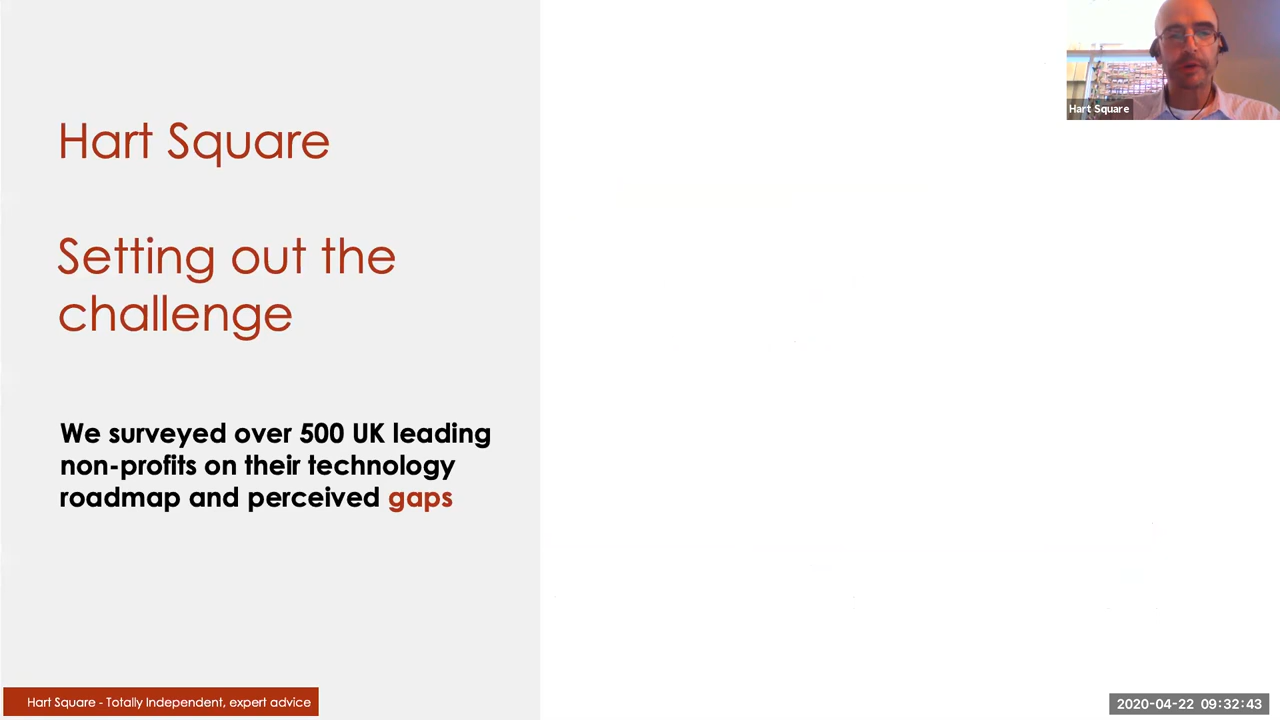 Hart Square
Hart Square
Setting out the
challenge
We surveyed over 500 UK leading
non-profits on their technology
roadmap and perceived gaps
Hart Square - Totally Independent, expert advice
2020-04-22 09:32:43